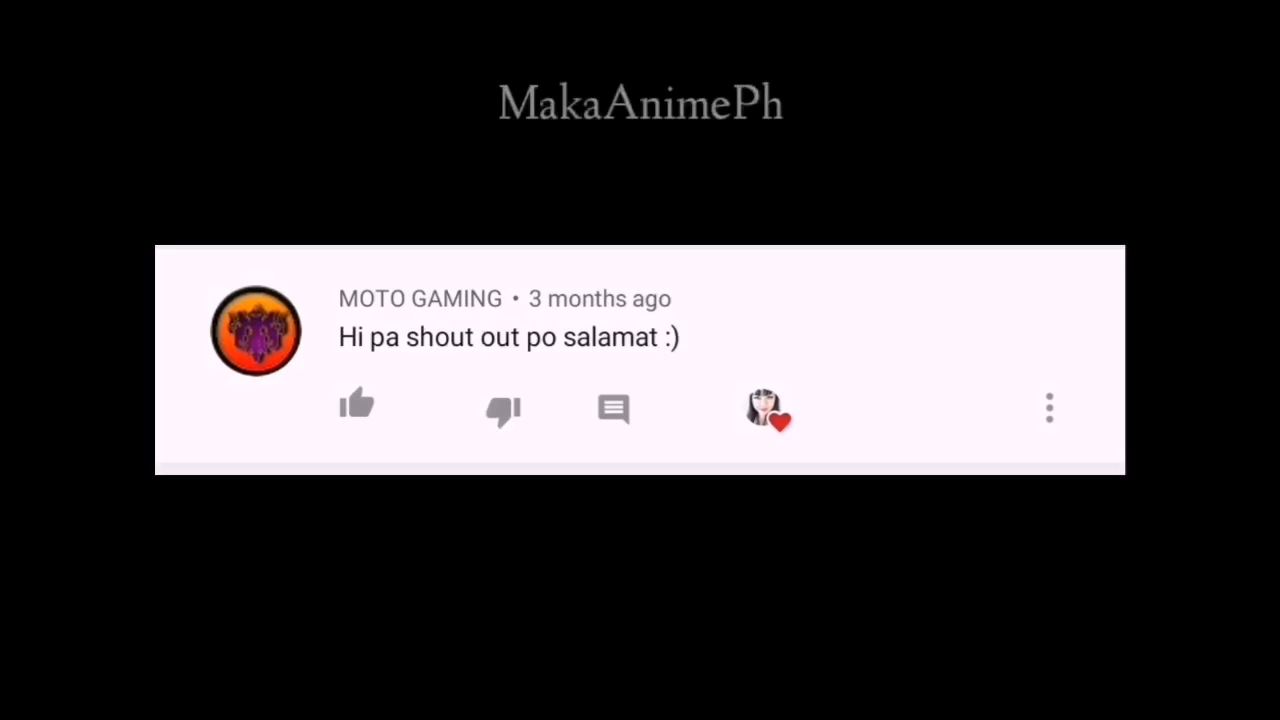 MakaAnimePh
MOTO GAMING • 3 months ago
Hi pa shout out po salamat :)